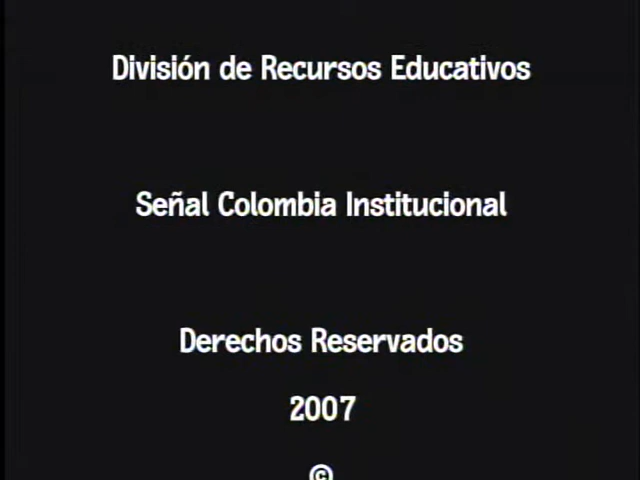 División de Recursos Educativos
Señal Colombia Institucional
Derechos Reservados
2007
©